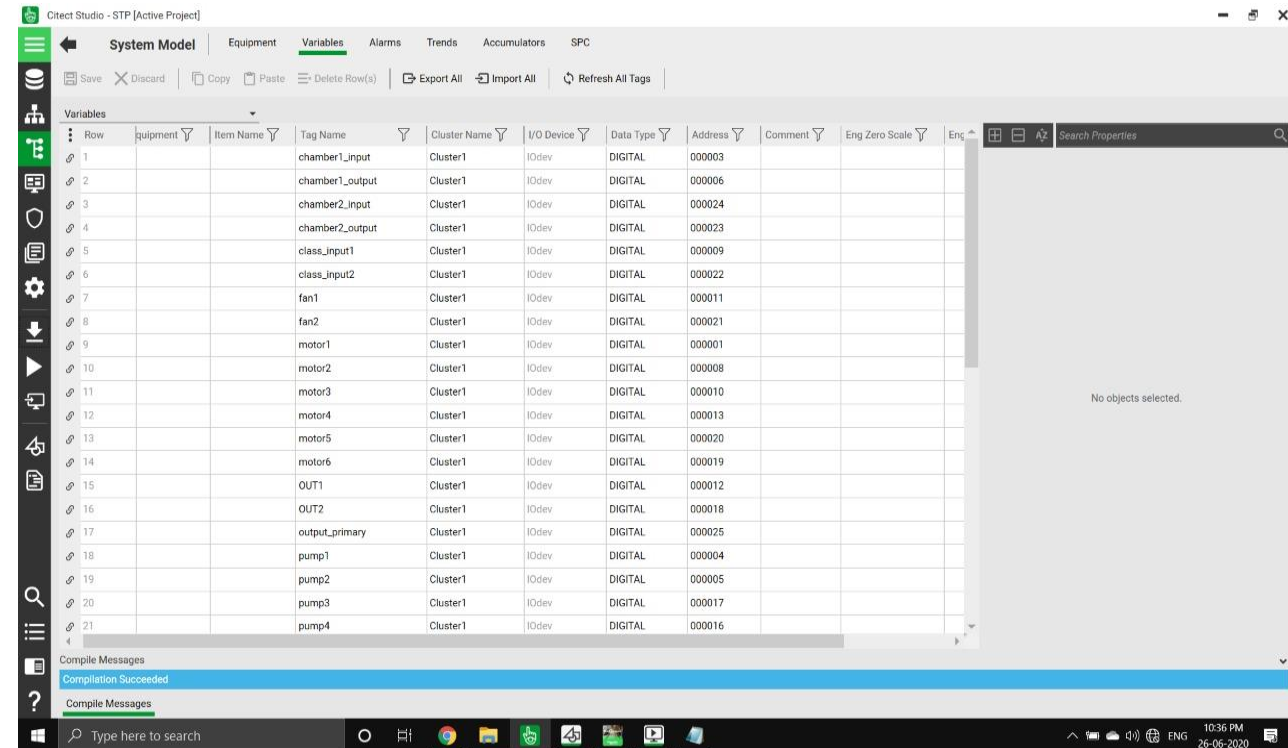 Citect Studio - STP [Active Project]
System Model Equipment Variables Alarms Trends Accumulators SPC
Save Discard Copy Paste Delete Row(s) Export All Import All Refresh All Tags
Variables
Row quipment Item Name Tag Name Cluster Name I/O Device Data Type Address Comment Eng Zero Scale Eng Search Properties
1 chamber1_input Cluster1 IOdev DIGITAL 000003
2 chamber1_output Cluster1 IOdev DIGITAL 000006
3 chamber2_input Cluster1 IOdev DIGITAL 000024
4 chamber2_output Cluster1 IOdev DIGITAL 000023
5 class_input1 Cluster1 IOdev DIGITAL 000009
6 class_input2 Cluster1 IOdev DIGITAL 000022
7 fan1 Cluster1 IOdev DIGITAL 000011
8 fan2 Cluster1 IOdev DIGITAL 000021
9 motor1 Cluster1 IOdev DIGITAL 000001
10 motor2 Cluster1 IOdev DIGITAL 000008
11 motor3 Cluster1 IOdev DIGITAL 000010
No objects selected.
12 motor4 Cluster1 IOdev DIGITAL 000013
13 motor5 Cluster1 IOdev DIGITAL 000020
14 motor6 Cluster1 IOdev DIGITAL 000019
15 OUT1 Cluster1 IOdev DIGITAL 000012
16 OUT2 Cluster1 IOdev DIGITAL 000018
17 output_primary Cluster1 IOdev DIGITAL 000025
18 pump1 Cluster1 IOdev DIGITAL 000004
19 pump2 Cluster1 IOdev DIGITAL 000005
20 pump3 Cluster1 IOdev DIGITAL 000017
21 pump4 Cluster1 IOdev DIGITAL 000016
Compile Messages
Compilation Succeeded
Compile Messages
Type here to search
ENG
10:36 PM
26-06-2020